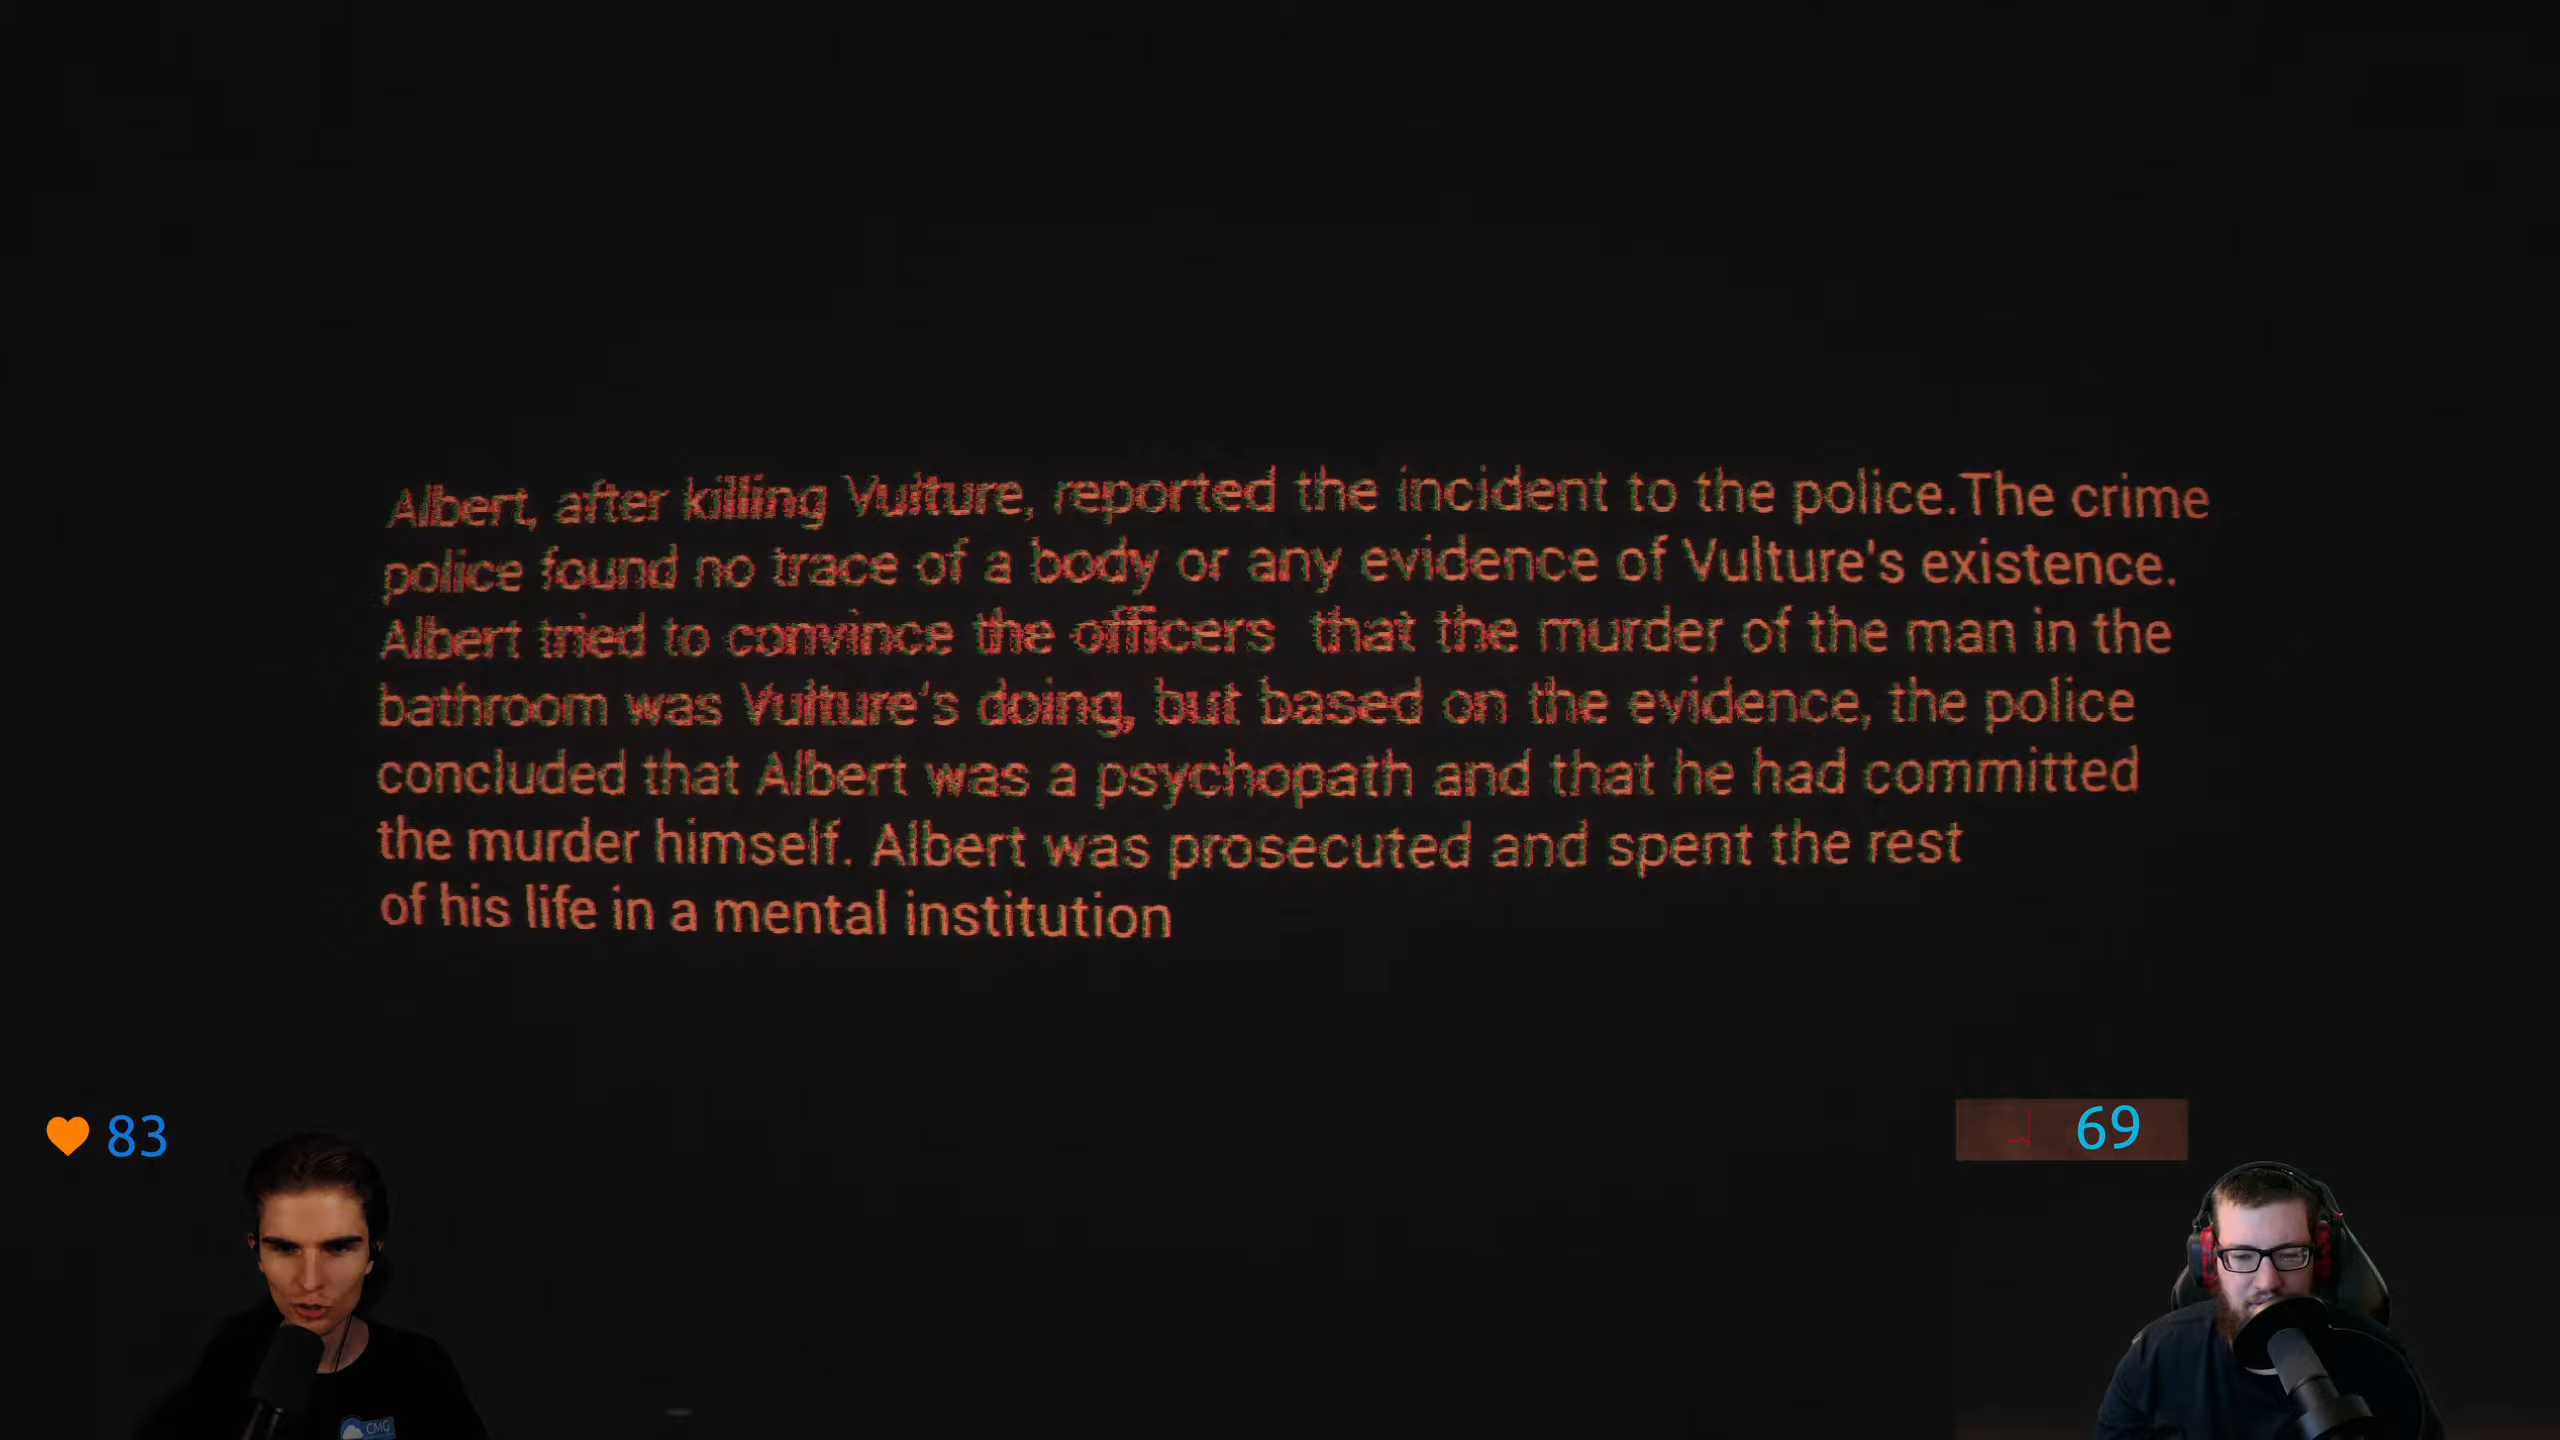 Albert, after killing Vulture, reported the incident to the police.The crime
police found no trace of a body or any evidence of Vulture's existence.
Albert tried to convince the officers  that the murder of the man in the
bathroom was Vulture's doing, but based on the evidence, the police
concluded that Albert was a psychopath and that he had committed
the murder himself. Albert was prosecuted and spent the rest
of his life in a mental institution
83
69
CMG